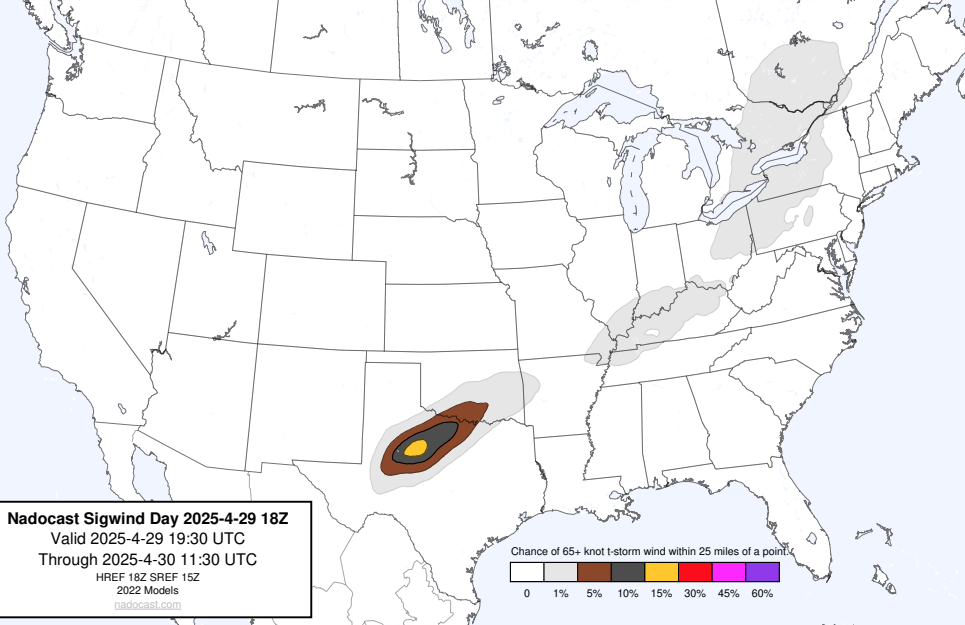 Nadocast Sigwind Day 2025-4-29 18Z
Valid 2025-4-29 19:30 UTC
Through 2025-4-30 11:30 UTC
HREF 18Z SREF 15Z
2022 Models
nadocast.com
Chance of 65+ knot t-storm wind within 25 miles of a point.
0 1% 5% 10% 15% 30% 45% 60%